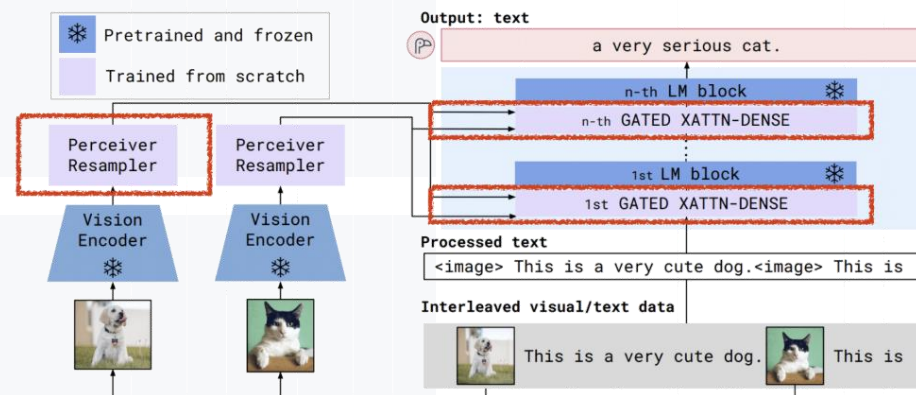 Pretrained and frozen
Trained from scratch
Perceiver
Resampler
Perceiver
Resampler
Vision
Encoder
Vision
Encoder
Output: text
a very serious cat.
n-th LM block
n-th GATED XATTN-DENSE
1st LM block
1st GATED XATTN-DENSE
Processed text
<image> This is a very cute dog.<image> This is
Interleaved visual/text data
This is a very cute dog.
This is